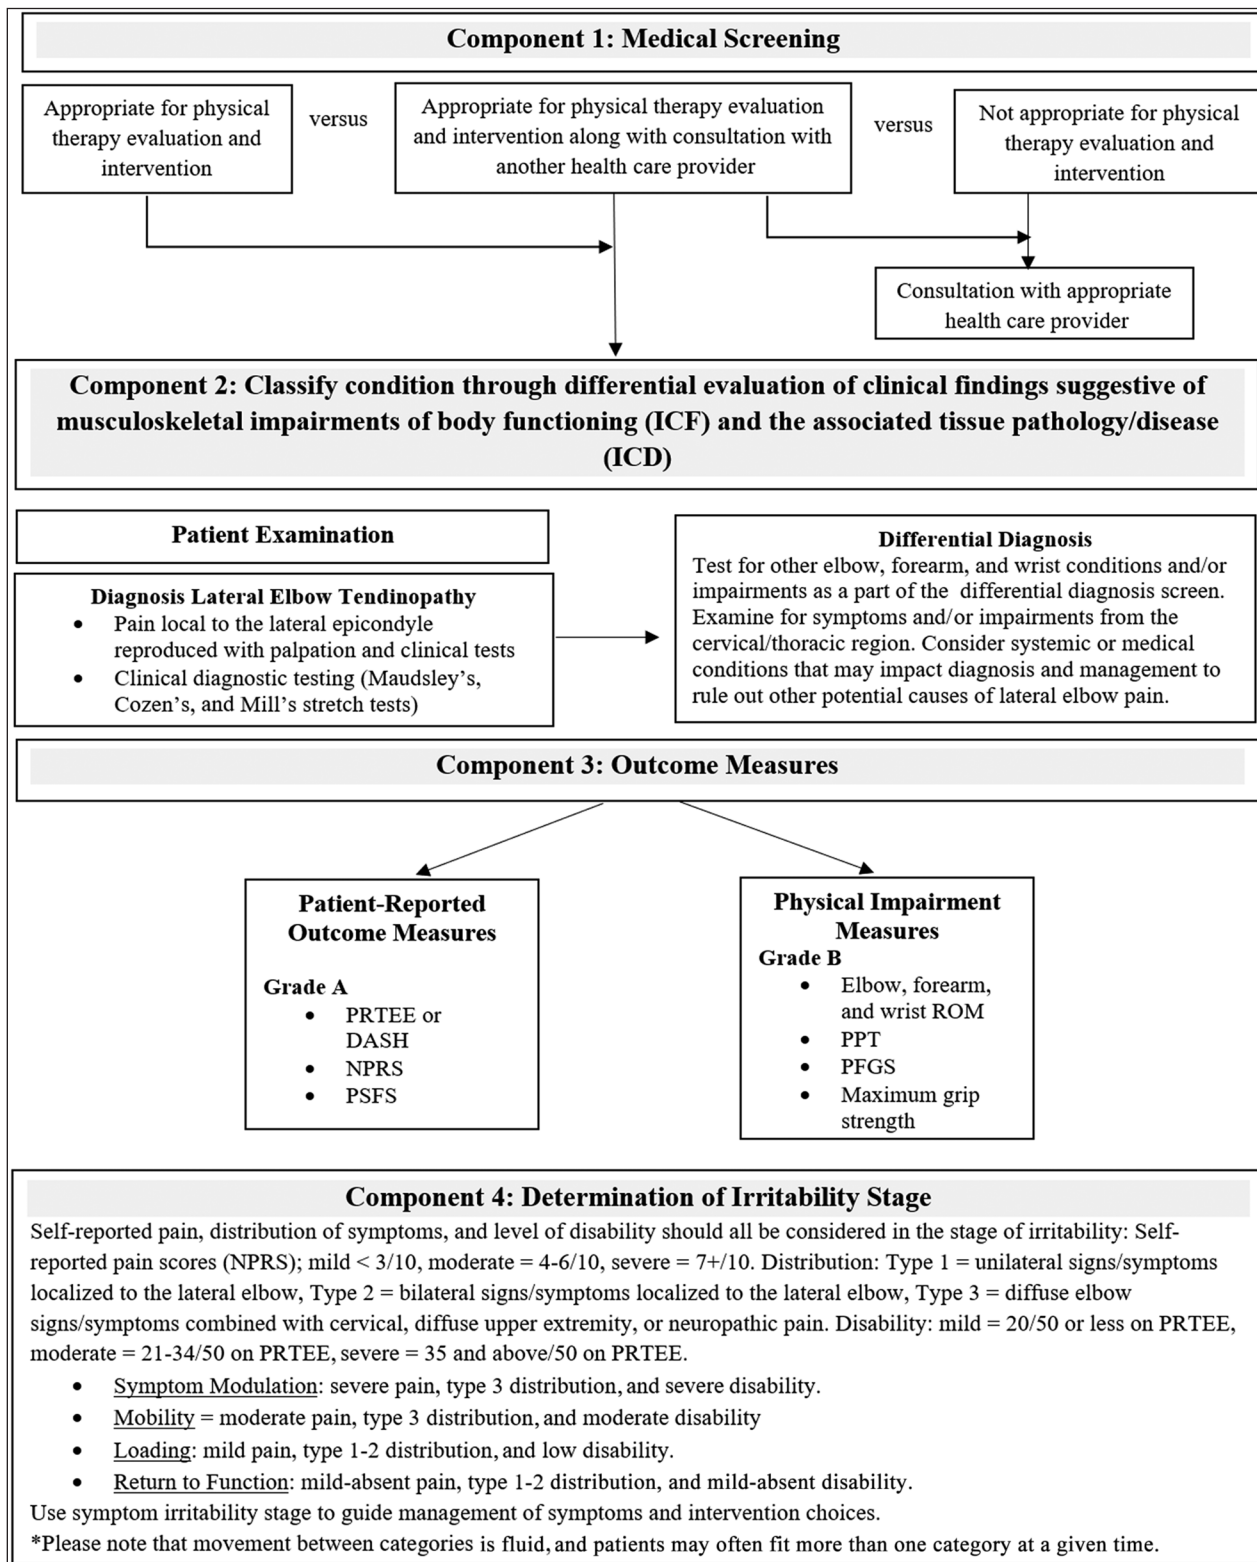 Component 1: Medical Screening
Appropriate for physical
therapy evaluation and
intervention
versus
Appropriate for physical therapy evaluation
and intervention along with consultation with
another health care provider
versus
Not appropriate for physical
therapy evaluation and
intervention
Consultation with appropriate
health care provider
Component 2: Classify condition through differential evaluation of clinical findings suggestive of
musculoskeletal impairments of body functioning (ICF) and the associated tissue pathology/disease
(ICD)
Patient Examination
Diagnosis Lateral Elbow Tendinopathy
• Pain local to the lateral epicondyle
reproduced with palpation and clinical tests
• Clinical diagnostic testing (Maudsley's,
Cozen's, and Mill's stretch tests)
Differential Diagnosis
Test for other elbow, forearm, and wrist conditions and/or
impairments as a part of the differential diagnosis screen.
Examine for symptoms and/or impairments from the
cervical/thoracic region. Consider systemic or medical
conditions that may impact diagnosis and management to
rule out other potential causes of lateral elbow pain.
Component 3: Outcome Measures
Patient-Reported
Outcome Measures
Grade A
• PRTEE or
DASH
• NPRS
• PSFS
Physical Impairment
Measures
Grade B
• Elbow, forearm,
and wrist ROM
• PPT
• PFGS
• Maximum grip
strength
Component 4: Determination of Irritability Stage
Self-reported pain, distribution of symptoms, and level of disability should all be considered in the stage of irritability: Self-
reported pain scores (NPRS); mild < 3/10, moderate = 4-6/10, severe = 7+/10. Distribution: Type 1 = unilateral signs/symptoms
localized to the lateral elbow, Type 2 = bilateral signs/symptoms localized to the lateral elbow, Type 3 = diffuse elbow
signs/symptoms combined with cervical, diffuse upper extremity, or neuropathic pain. Disability: mild = 20/50 or less on PRTEE,
moderate = 21-34/50 on PRTEE, severe = 35 and above/50 on PRTEE.
• Symptom Modulation: severe pain, type 3 distribution, and severe disability.
• Mobility = moderate pain, type 3 distribution, and moderate disability
• Loading: mild pain, type 1-2 distribution, and low disability.
• Return to Function: mild-absent pain, type 1-2 distribution, and mild-absent disability.
Use symptom irritability stage to guide management of symptoms and intervention choices.
*Please note that movement between categories is fluid, and patients may often fit more than one category at a given time.